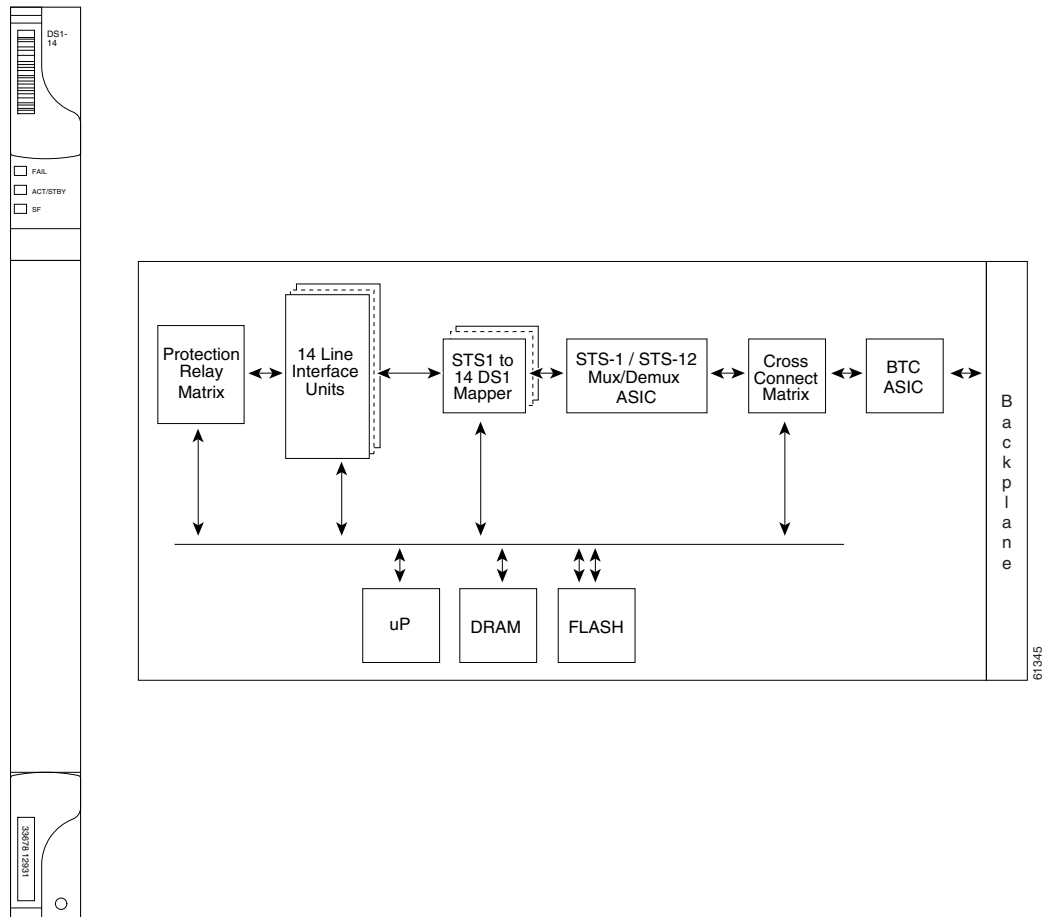 DS1-
14
FAIL
ACT/STBY
SF
33678 12931
Protection
Relay
Matrix
14 Line
Interface
Units
STS1 to
14 DS1
Mapper
STS-1 / STS-12
Mux/Demux
ASIC
Cross
Connect
Matrix
BTC
ASIC
Backplane
uP
DRAM
FLASH
61345